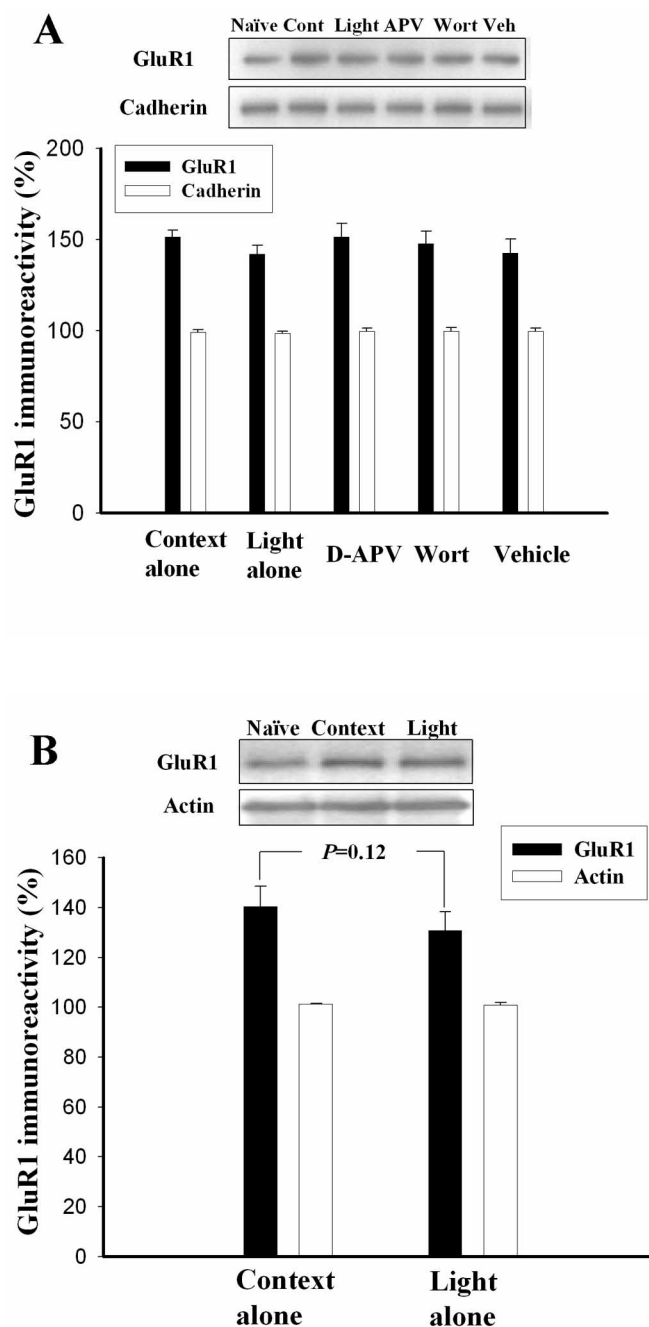 A
Naïve Cont Light APV Wort Veh
GluR1
Cadherin
GluR1 immunoreactivity (%)
200
150
100
50
0
GluR1
Cadherin
Context alone
Light alone
D-APV
Wort
Vehicle
B
Naïve Context Light
GluR1
Actin
GluR1 immunoreactivity (%)
160
140
120
100
80
60
40
20
0
P=0.12
GluR1
Actin
Context alone
Light alone